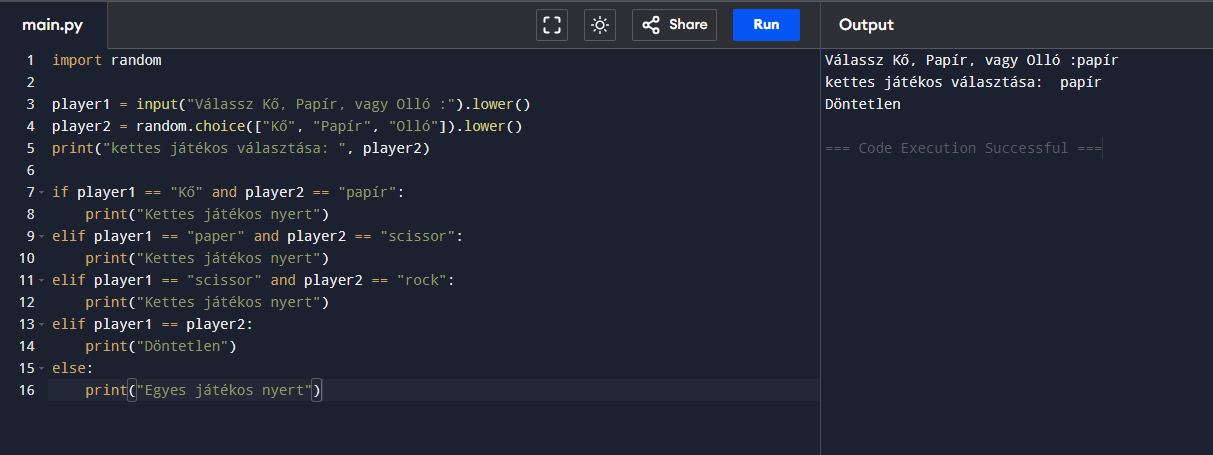 main.py
Share
Run
Output
1 import random
2
3 player1 = input("Válassz Kő, Papír, vagy Olló :").lower()
4 player2 = random.choice(["Kő", "Papír", "Olló"]).lower()
5 print("kettes játékos választása: ", player2)
6
7 if player1 == "Kő" and player2 == "papír":
8     print("Kettes játékos nyert")
9 elif player1 == "paper" and player2 == "scissor":
10     print("Kettes játékos nyert")
11 elif player1 == "scissor" and player2 == "rock":
12     print("Kettes játékos nyert")
13 elif player1 == player2:
14     print("Döntetlen")
15 else:
16     print("Egyes játékos nyert")
Válassz Kő, Papír, vagy Olló :papír
kettes játékos választása:  papír
Döntetlen
=== Code Execution Successful ===